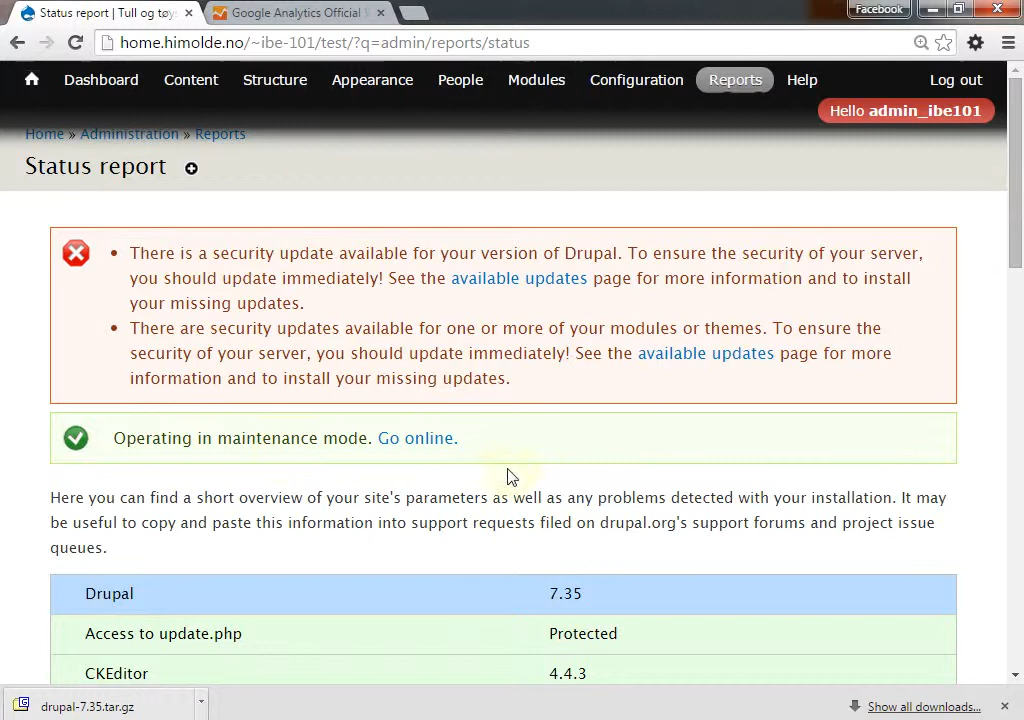 Status report | Tull og tøys
Google Analytics Official
Facebook
home.himolde.no/~ibe-101/test/?q=admin/reports/status
Dashboard Content Structure Appearance People Modules Configuration Reports Help Log out
Hello admin_ibe101
Home » Administration » Reports
Status report
There is a security update available for your version of Drupal. To ensure the security of your server,
you should update immediately! See the available updates page for more information and to install
your missing updates.
There are security updates available for one or more of your modules or themes. To ensure the
security of your server, you should update immediately! See the available updates page for more
information and to install your missing updates.
Operating in maintenance mode. Go online.
Here you can find a short overview of your site's parameters as well as any problems detected with your installation. It may
be useful to copy and paste this information into support requests filed on drupal.org's support forums and project issue
queues.
Drupal 7.35
Access to update.php Protected
CKEditor 4.4.3
drupal-7.35.tar.gz
Show all downloads...